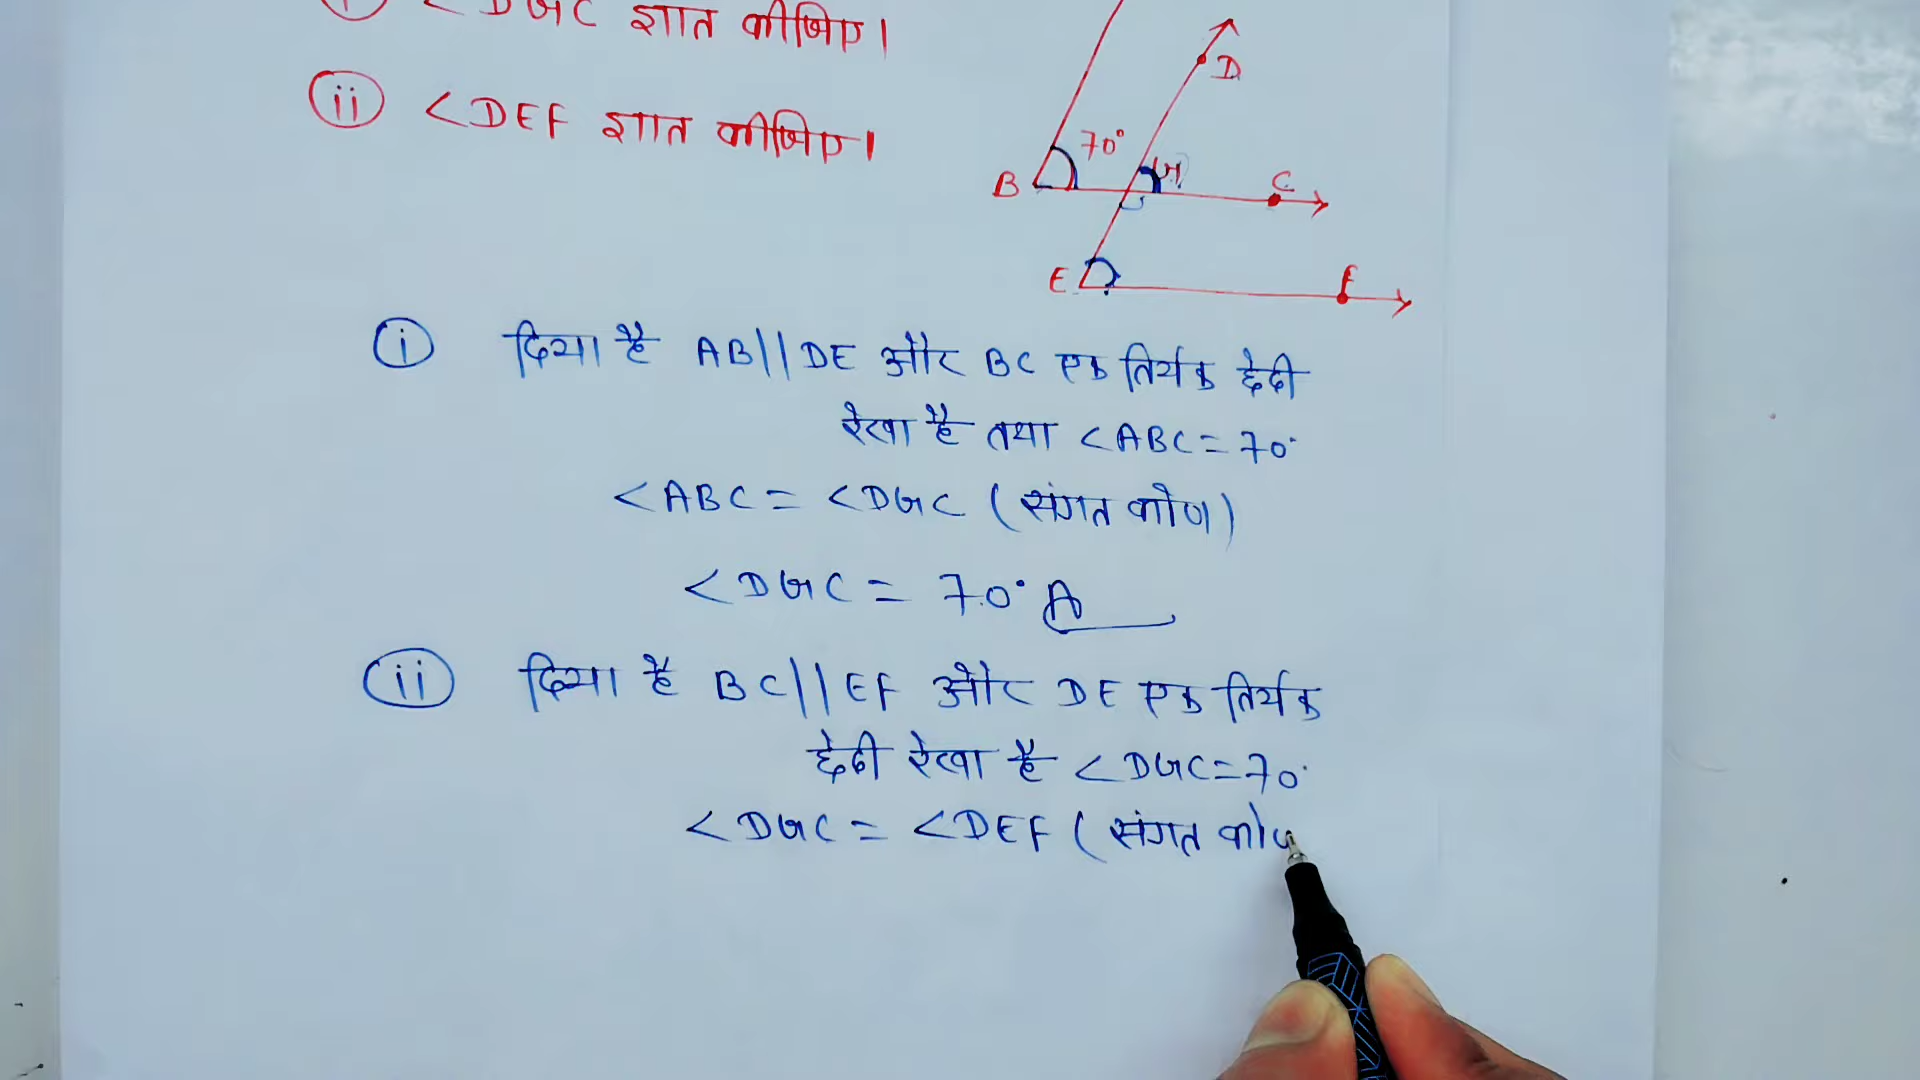 (i) <DGC ज्ञात कीजिए।
(ii) <DEF ज्ञात कीजिए।
D
70°
B
G
C
E
F
(i) दिया है AB||DE और BC एक तिर्यक छेदी
रेखा है तथा <ABC=70°
<ABC = <DGC (संगत कोण)
<DGC = 70° A
(ii) दिया है BC||EF और DE एक तिर्यक
छेदी रेखा है <DGC=70°
<DGC = <DEF (संगत कोण